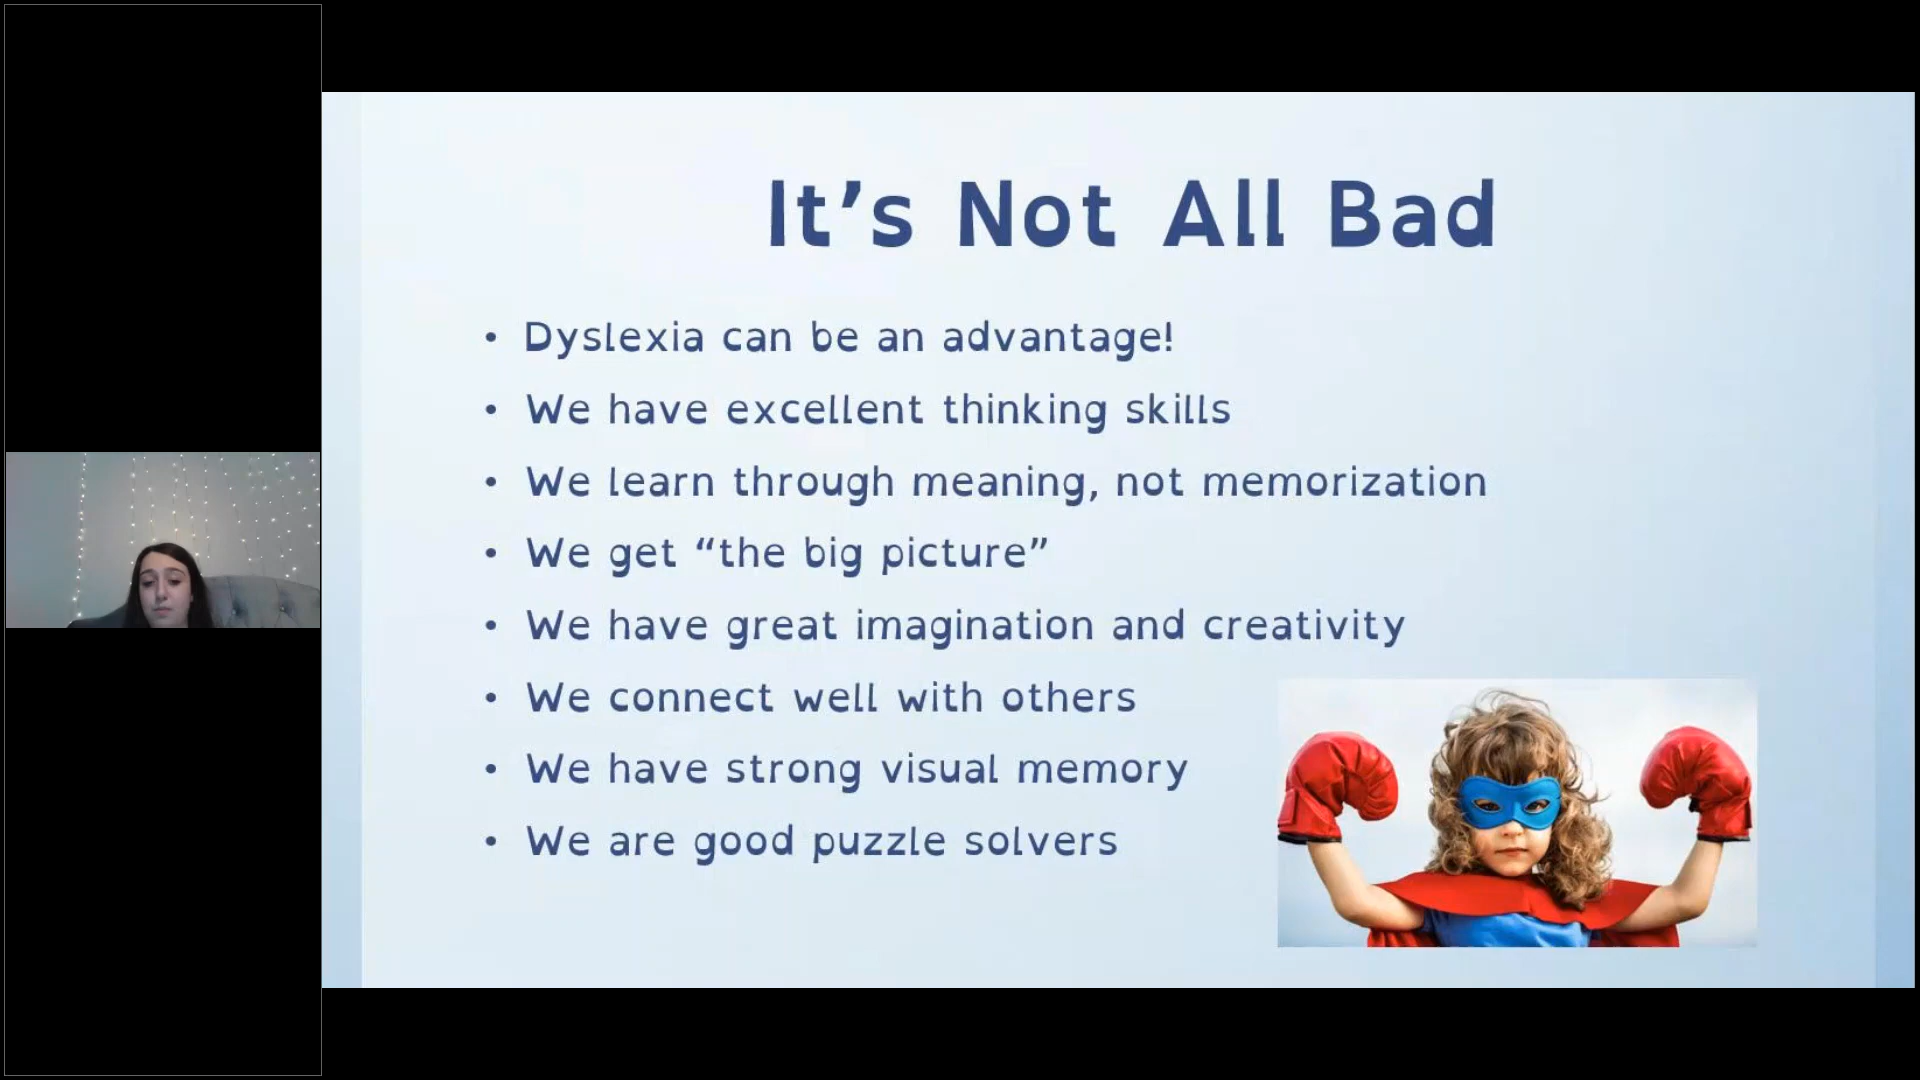 It’s Not All Bad
• Dyslexia can be an advantage!
• We have excellent thinking skills
• We learn through meaning, not memorization
• We get “the big picture”
• We have great imagination and creativity
• We connect well with others
• We have strong visual memory
• We are good puzzle solvers